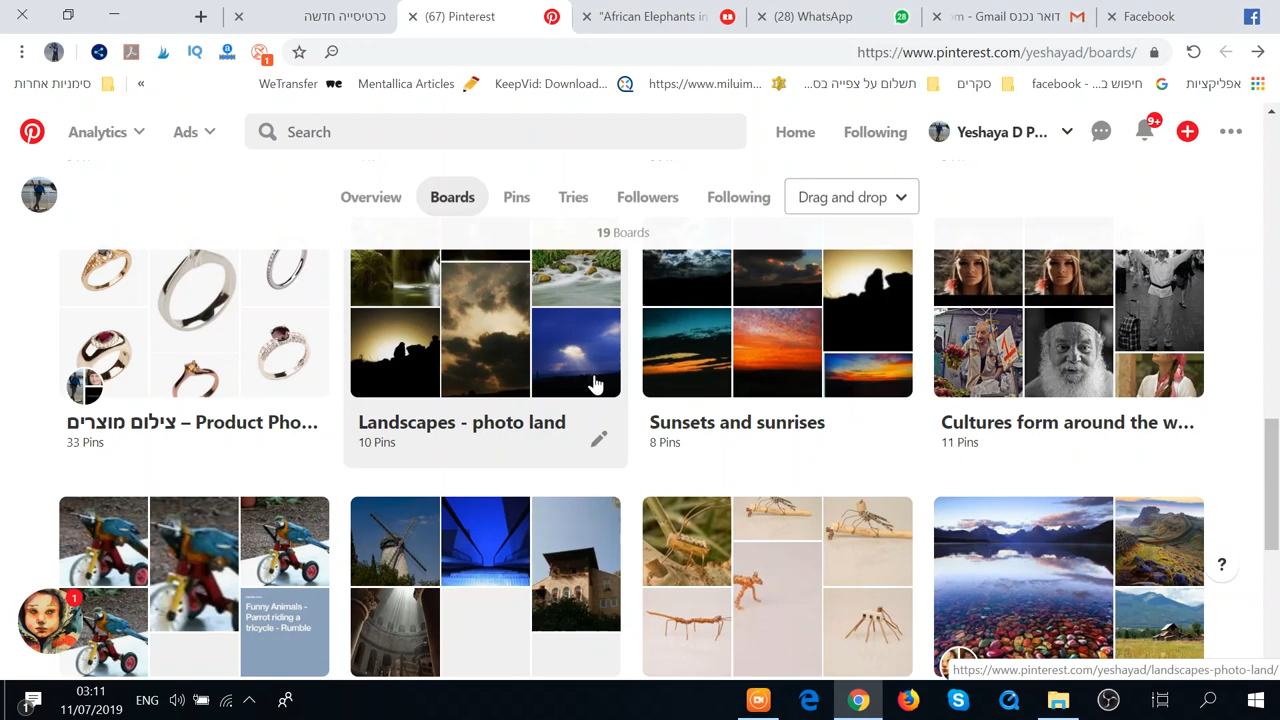 כרטיסייה חדשה
(67) Pinterest
"African Elephants in
(28) WhatsApp
דואר נכנס Gmail - om
Facebook
IQ
a
1
https://www.pinterest.com/yeshayad/boards/
סימניות אחרות
«
WeTransfer
Mentallica Articles
KeepVid: Download...
https://www.miluim...
תשלום על צפייה בס...
סקרים
facebook - חיפוש ב...
אפליקציות
Analytics
Ads
Search
Home
Following
Yeshaya D P...
9+
Overview
Boards
Pins
Tries
Followers
Following
Drag and drop
19 Boards
צילום מוצרים – Product Pho...
33 Pins
Landscapes - photo land
10 Pins
Sunsets and sunrises
8 Pins
Cultures form around the w...
11 Pins
Funny Animals -
Parrot riding a
tricycle - Rumble
1
?
https://www.pinterest.com/yeshayad/landscapes-photo-land/
1
03:11
11/07/2019
ENG